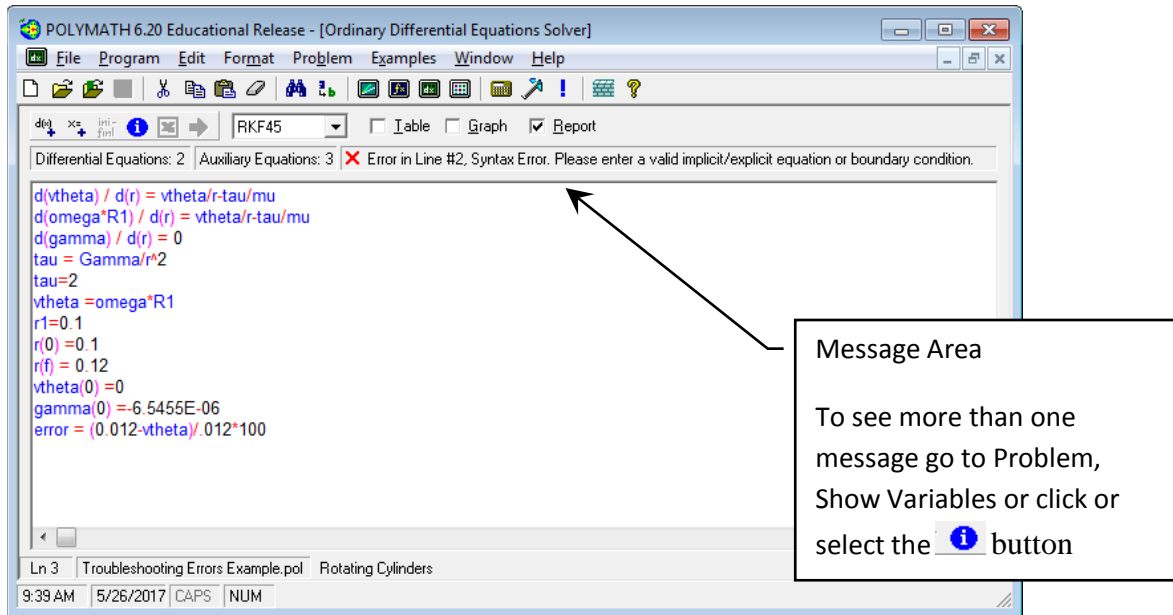 POLYMATH 6.20 Educational Release - [Ordinary Differential Equations Solver]
File Program Edit Format Problem Examples Window Help
d(x) x= ini- finl RKF45 Table Graph Report
Differential Equations: 2 Auxiliary Equations: 3 Error in Line #2, Syntax Error. Please enter a valid implicit/explicit equation or boundary condition.
d(vtheta) / d(r) = vtheta/r-tau/mu
d(omega*R1) / d(r) = vtheta/r-tau/mu
d(gamma) / d(r) = 0
tau = Gamma/r^2
tau=2
vtheta =omega*R1
r1=0.1
r(0) =0.1
r(f) = 0.12
vtheta(0) =0
gamma(0) =-6.5455E-06
error = (0.012-vtheta)/.012*100
Message Area
To see more than one
message go to Problem,
Show Variables or click or
select the button
Ln 3 Troubleshooting Errors Example.pol Rotating Cylinders
9:39 AM 5/26/2017 CAPS NUM